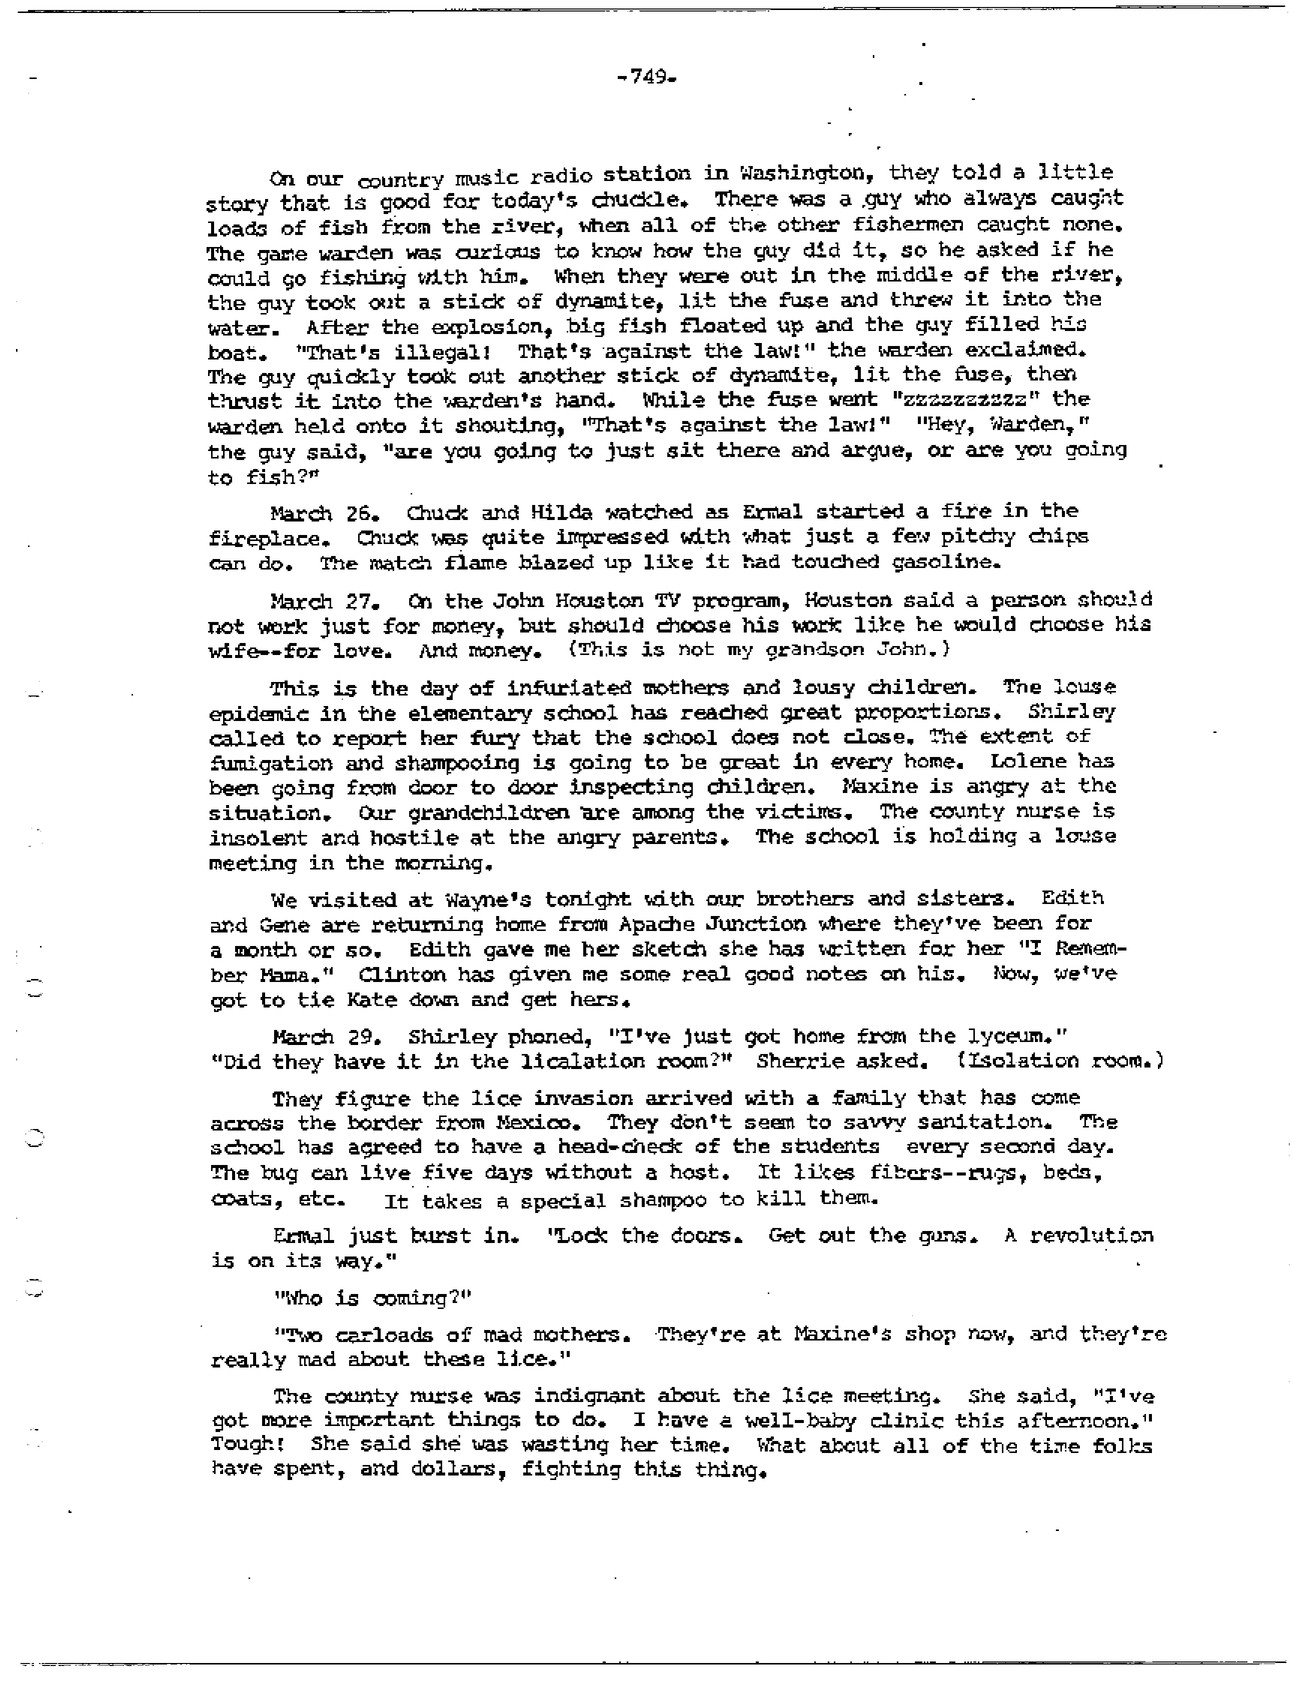 -749-
On our country music radio station in Washington, they told a little
story that is good for today's chuckle. There was a guy who always caught
loads of fish from the river, when all of the other fishermen caught none.
The game warden was curious to know how the guy did it, so he asked if he
could go fishing with him. When they were out in the middle of the river,
the guy took out a stick of dynamite, lit the fuse and threw it into the
water. After the explosion, big fish floated up and the guy filled his
boat. "That's illegal! That's against the law!" the warden exclaimed.
The guy quickly took out another stick of dynamite, lit the fuse, then
thrust it into the warden's hand. While the fuse went "zzzzzzzzzz" the
warden held onto it shouting, "That's against the law!" "Hey, Warden,"
the guy said, "are you going to just sit there and argue, or are you going
to fish?"
March 26. Chuck and Hilda watched as Ermal started a fire in the
fireplace. Chuck was quite impressed with what just a few pitchy chips
can do. The match flame blazed up like it had touched gasoline.
March 27. On the John Houston TV program, Houston said a person should
not work just for money, but should choose his work like he would choose his
wife--for love. And money. (This is not my grandson John.)
This is the day of infuriated mothers and lousy children. The louse
epidemic in the elementary school has reached great proportions. Shirley
called to report her fury that the school does not close. The extent of
fumigation and shampooing is going to be great in every home. Lolene has
been going from door to door inspecting children. Maxine is angry at the
situation. Our grandchildren are among the victims. The county nurse is
insolent and hostile at the angry parents. The school is holding a louse
meeting in the morning.
We visited at Wayne's tonight with our brothers and sisters. Edith
and Gene are returning home from Apache Junction where they've been for
a month or so. Edith gave me her sketch she has written for her "I Remem-
ber Mama." Clinton has given me some real good notes on his. Now, we've
got to tie Kate down and get hers.
March 29. Shirley phoned, "I've just got home from the lyceum."
"Did they have it in the licalation room?" Sherrie asked. (Isolation room.)
They figure the lice invasion arrived with a family that has come
across the border from Mexico. They don't seem to savvy sanitation. The
school has agreed to have a head-check of the students every second day.
The bug can live five days without a host. It likes fibers--rugs, beds,
coats, etc. It takes a special shampoo to kill them.
Ermal just burst in. "Lock the doors. Get out the guns. A revolution
is on its way."
"Who is coming?"
"Two carloads of mad mothers. They're at Maxine's shop now, and they're
really mad about these lice."
The county nurse was indignant about the lice meeting. She said, "I've
got more important things to do. I have a well-baby clinic this afternoon."
Tough! She said she was wasting her time. What about all of the time folks
have spent, and dollars, fighting this thing.